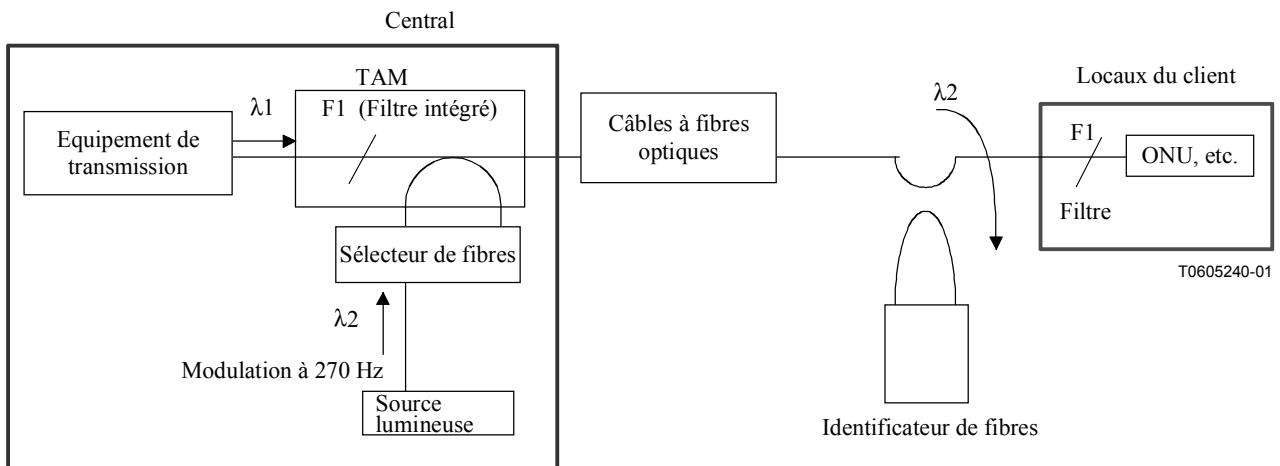 Central
TAM
F1 (Filtre intégré)
λ1
Equipement de
transmission
Câbles à fibres
optiques
λ2
Locaux du client
F1
ONU, etc.
Filtre
Sélecteur de fibres
T0605240-01
λ2
Modulation à 270 Hz
Source
lumineuse
Identificateur de fibres